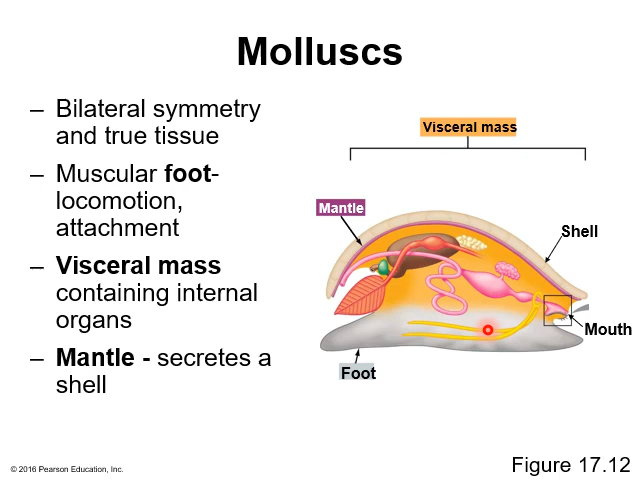 Molluscs
– Bilateral symmetry
and true tissue
– Muscular foot-
locomotion,
attachment
– Visceral mass
containing internal
organs
– Mantle - secretes a
shell
Visceral mass
Mantle
Shell
Mouth
Foot
© 2016 Pearson Education, Inc.
Figure 17.12